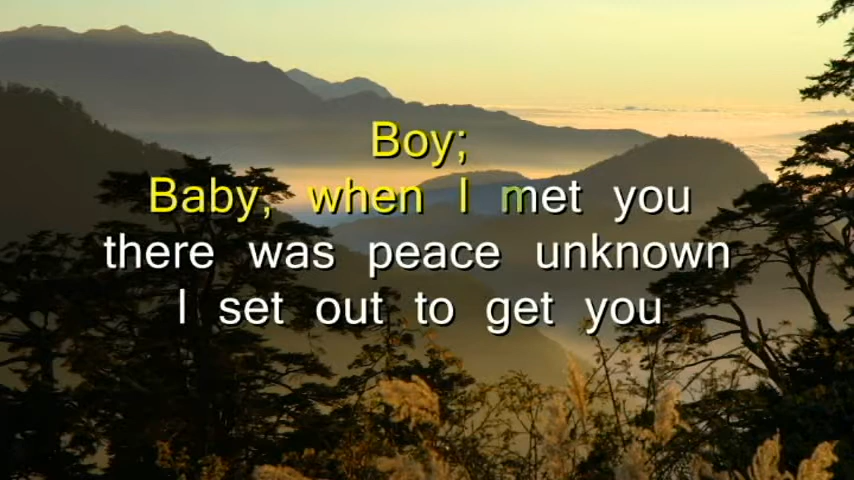 Boy;
Baby, when I met you
there was peace unknown
I set out to get you